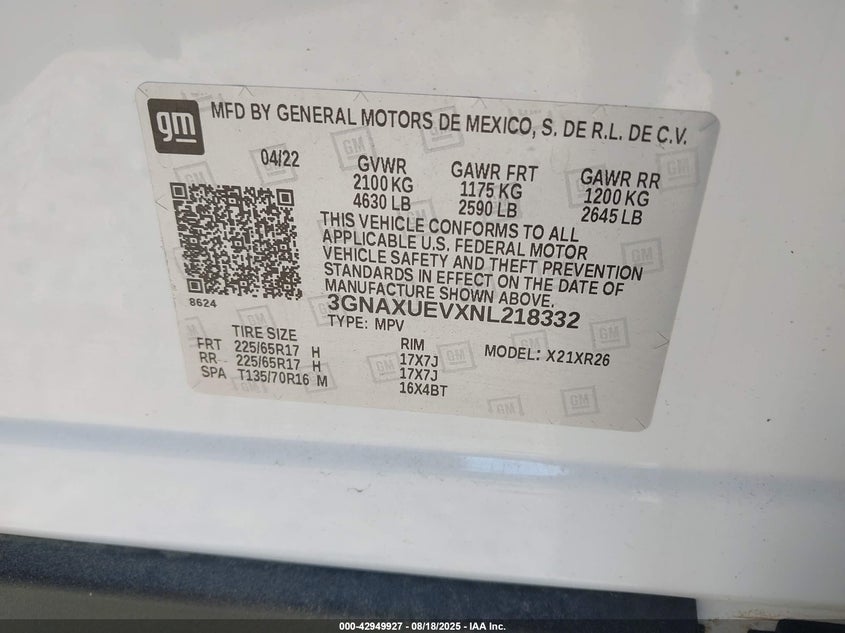 gm
MFD BY GENERAL MOTORS DE MEXICO, S. DE R.L. DE C.V.
04/22 GVWR GAWR FRT GAWR RR
2100 KG 1175 KG 1200 KG
4630 LB 2590 LB 2645 LB
THIS VEHICLE CONFORMS TO ALL
APPLICABLE U.S. FEDERAL MOTOR
VEHICLE SAFETY AND THEFT PREVENTION
STANDARDS IN EFFECT ON THE DATE OF
MANUFACTURE SHOWN ABOVE.
8624
3GNAXUEVXNL218332
TYPE: MPV
TIRE SIZE RIM MODEL: X21XR26
FRT 225/65R17 H 17X7J
RR 225/65R17 H 17X7J
SPA T135/70R16 M 16X4BT
000-42949927 - 08/18/2025 - IAA Inc.